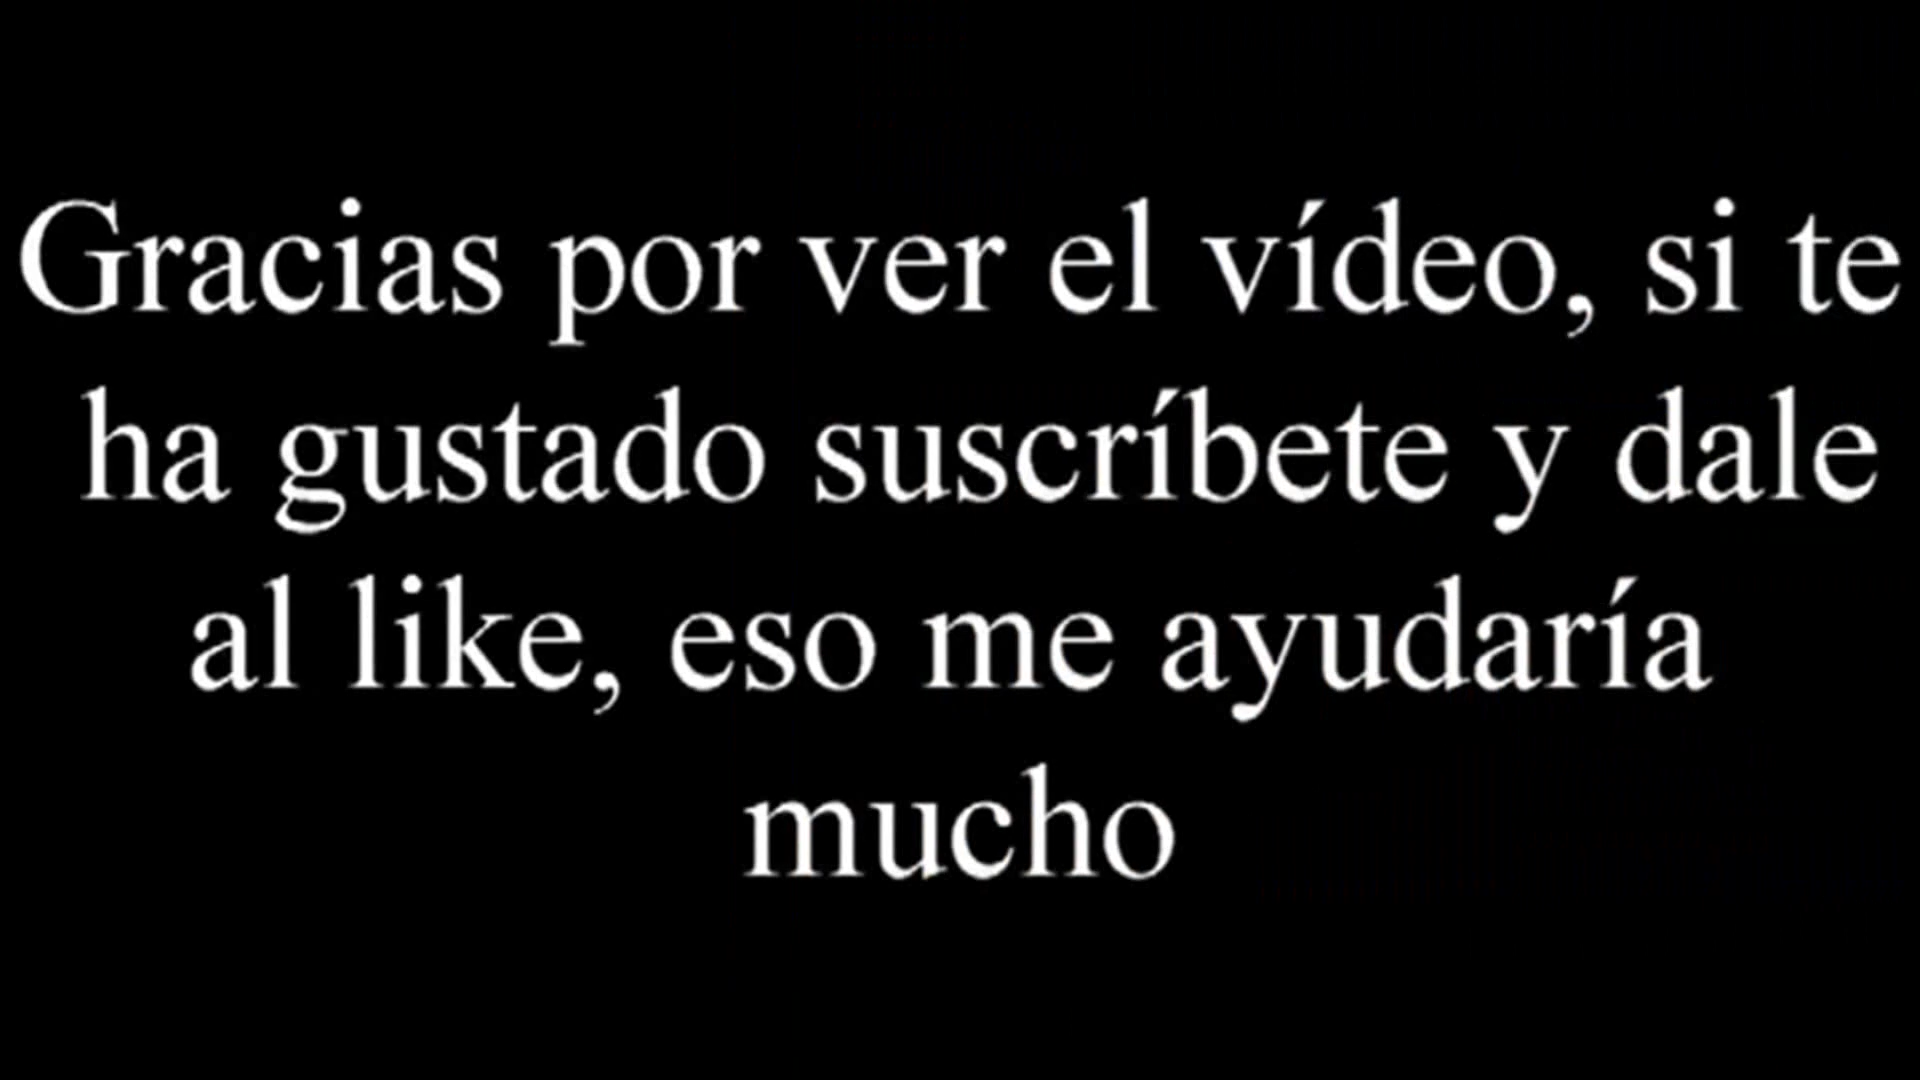 Gracias por ver el vídeo, si te
ha gustado suscríbete y dale
al like, eso me ayudaría
mucho